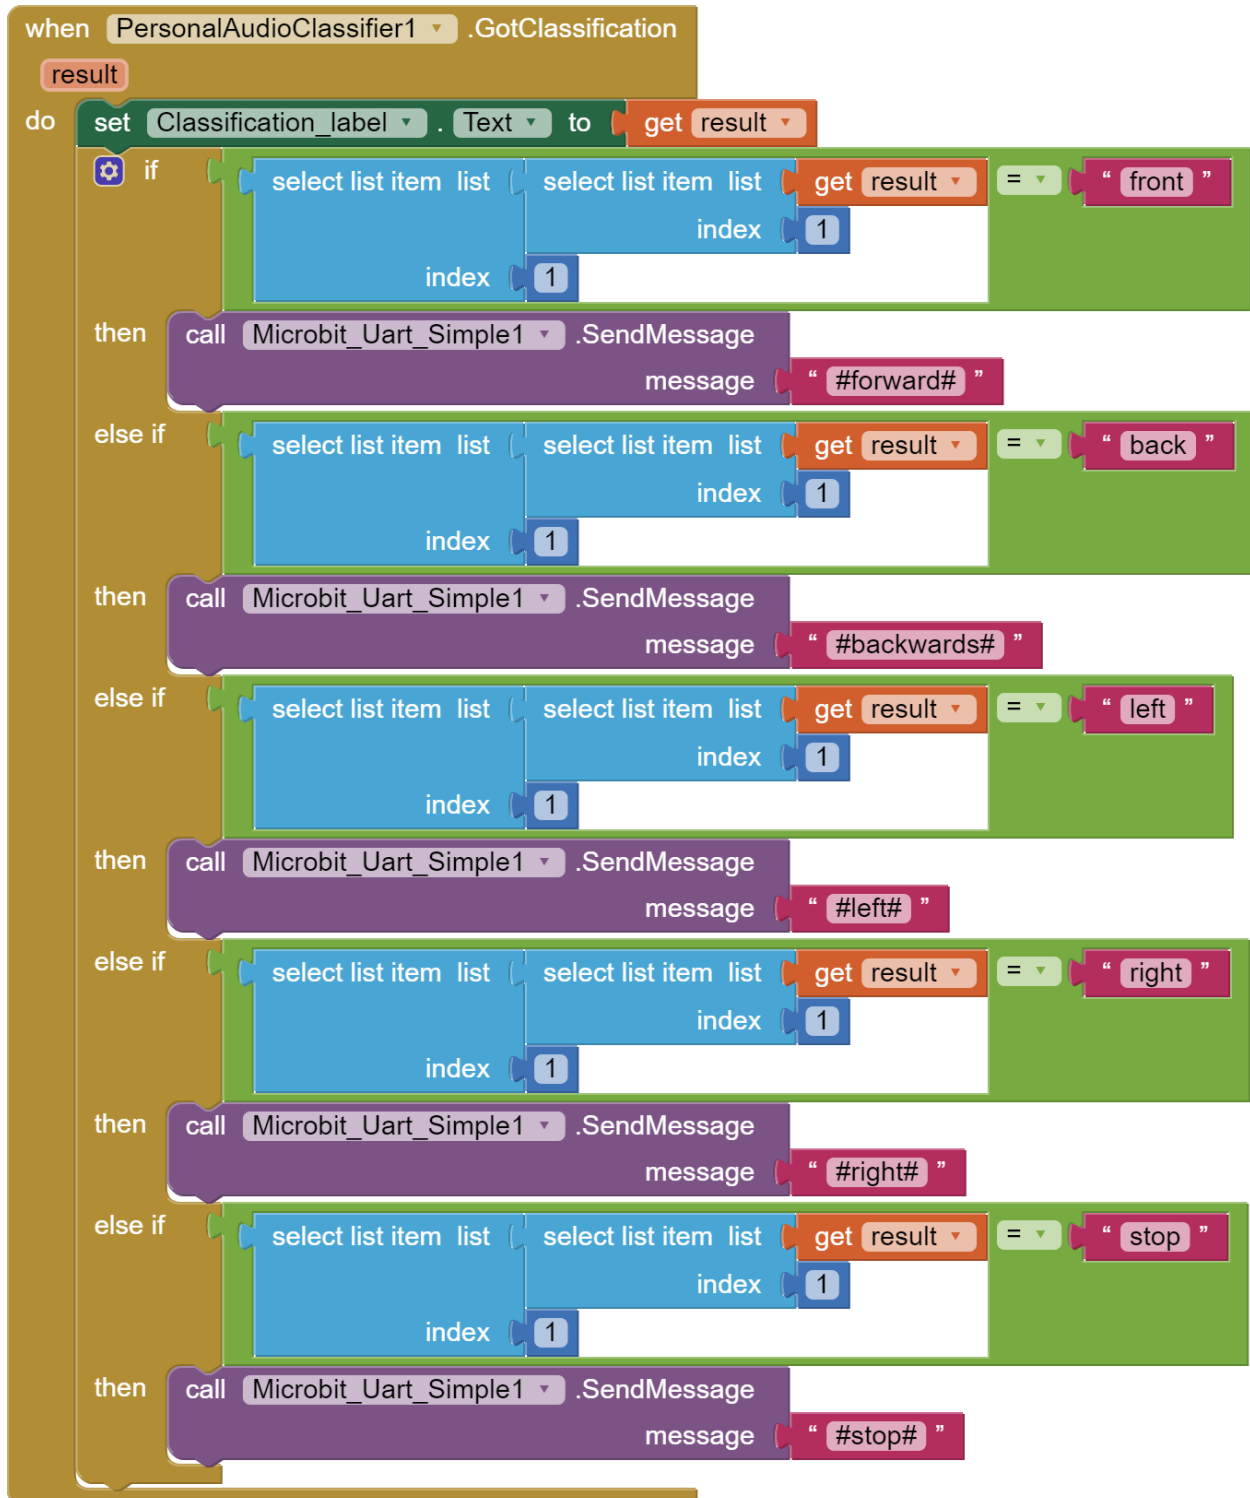 when PersonalAudioClassifier1 .GotClassification
result
do set Classification_label . Text to get result
if select list item list select list item list get result = “ front ”
index 1
index 1
then call Microbit_Uart_Simple1 .SendMessage
message “ #forward# ”
else if select list item list select list item list get result = “ back ”
index 1
index 1
then call Microbit_Uart_Simple1 .SendMessage
message “ #backwards# ”
else if select list item list select list item list get result = “ left ”
index 1
index 1
then call Microbit_Uart_Simple1 .SendMessage
message “ #left# ”
else if select list item list select list item list get result = “ right ”
index 1
index 1
then call Microbit_Uart_Simple1 .SendMessage
message “ #right# ”
else if select list item list select list item list get result = “ stop ”
index 1
index 1
then call Microbit_Uart_Simple1 .SendMessage
message “ #stop# ”